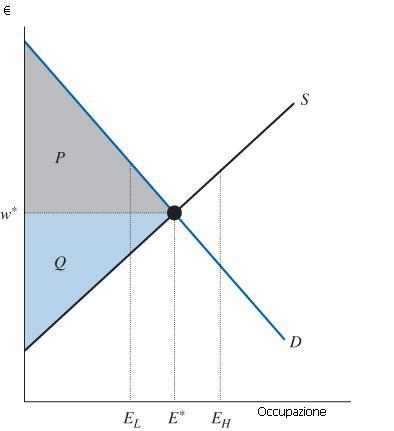 €
S
P
w*
Q
D
E_L E* E_H Occupazione